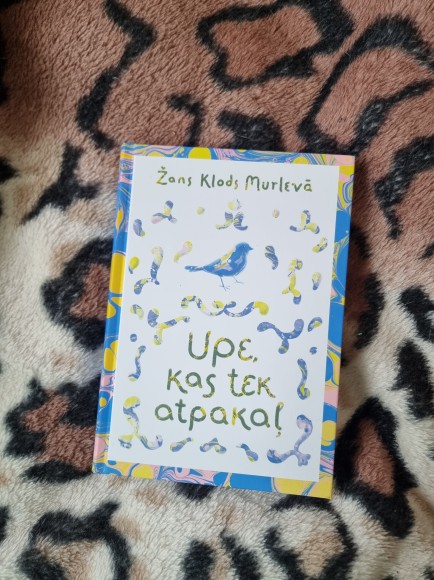 Žans Klods Murlevā
Upe,
kas tek
atpakaļ